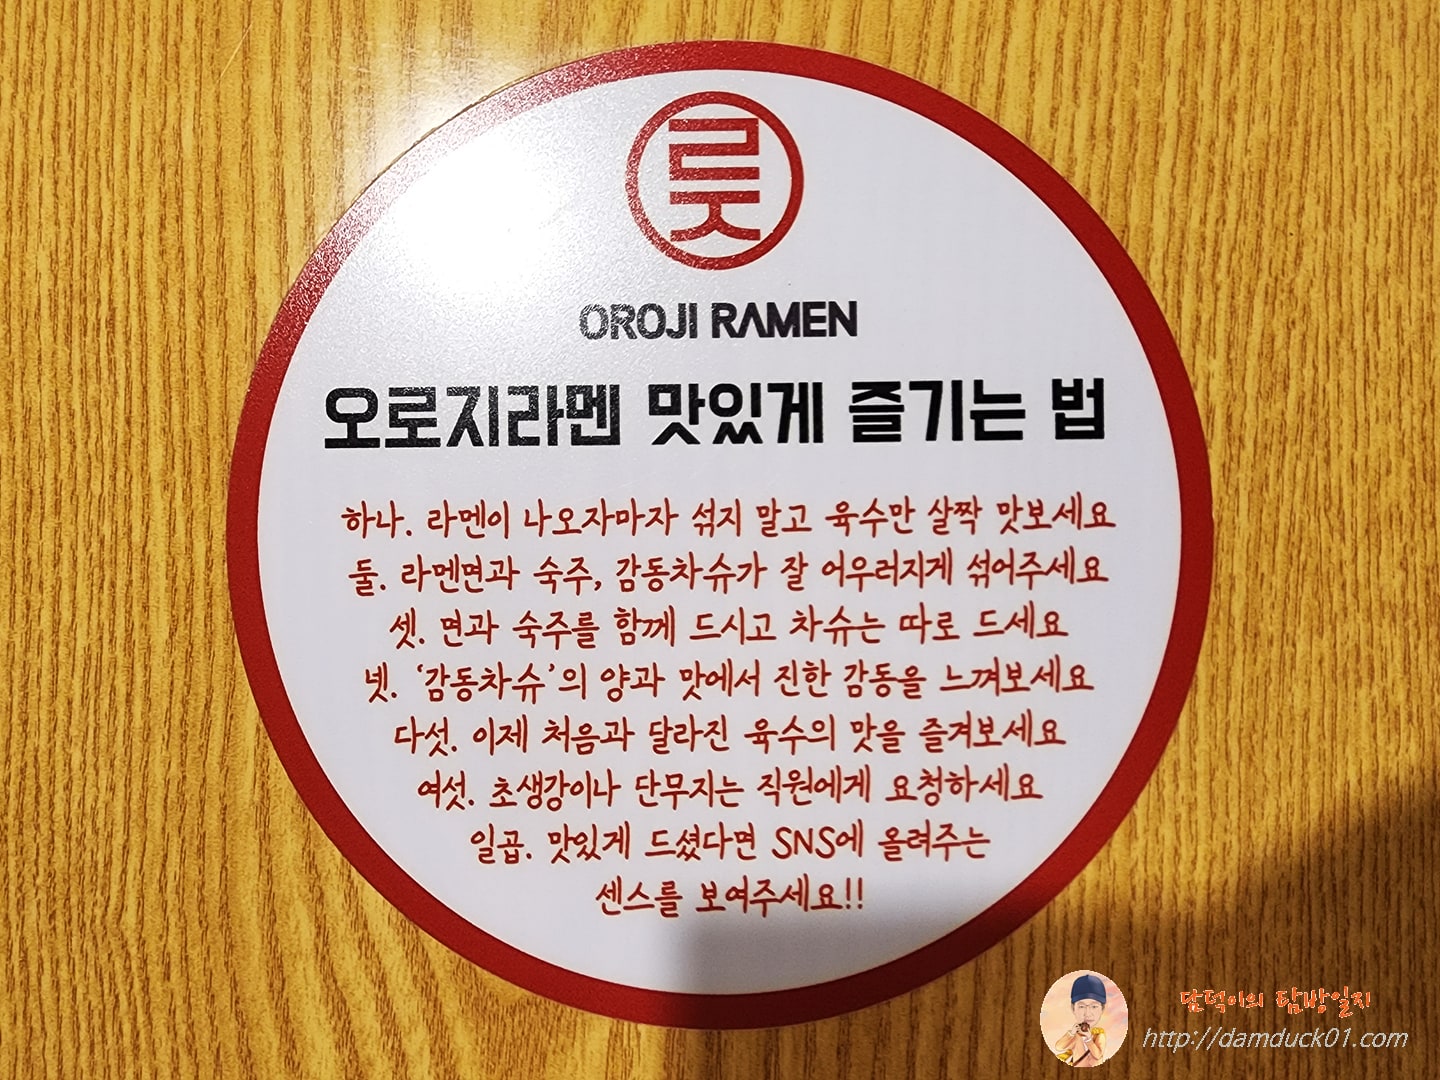 릇
OROJI RAMEN
오로지라멘 맛있게 즐기는 법
하나. 라멘이 나오자마자 섞지 말고 육수만 살짝 맛보세요
둘. 라멘면과 숙주, 감동차슈가 잘 어우러지게 섞어주세요
셋. 면과 숙주를 함께 드시고 차슈는 따로 드세요
넷. ‘감동차슈’의 양과 맛에서 진한 감동을 느껴보세요
다섯. 이제 처음과 달라진 육수의 맛을 즐겨보세요
여섯. 초생강이나 단무지는 직원에게 요청하세요
일곱. 맛있게 드셨다면 SNS에 올려주는
센스를 보여주세요!!
담덕이의 탐방일지
http://damduck01.com